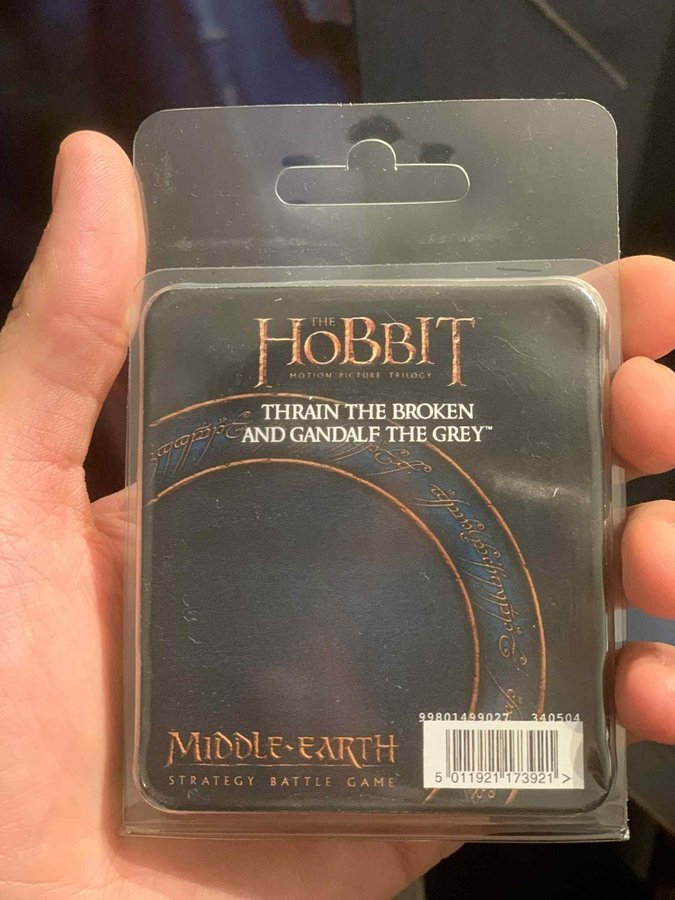 THE
HOBBIT
MOTION PICTURE TRILOGY
THRAIN THE BROKEN
AND GANDALF THE GREY™
MIDDLE-EARTH
STRATEGY BATTLE GAME
340504
5 011921 173921 >